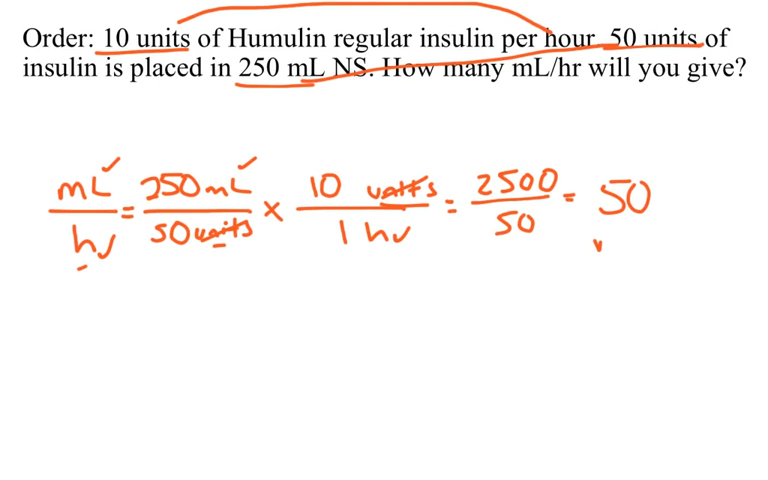 Order: 10 units of Humulin regular insulin per hour. 50 units of
insulin is placed in 250 mL NS. How many mL/hr will you give?
mL/hr = 250 mL/50 units x 10 units/1 hr = 2500/50 = 50